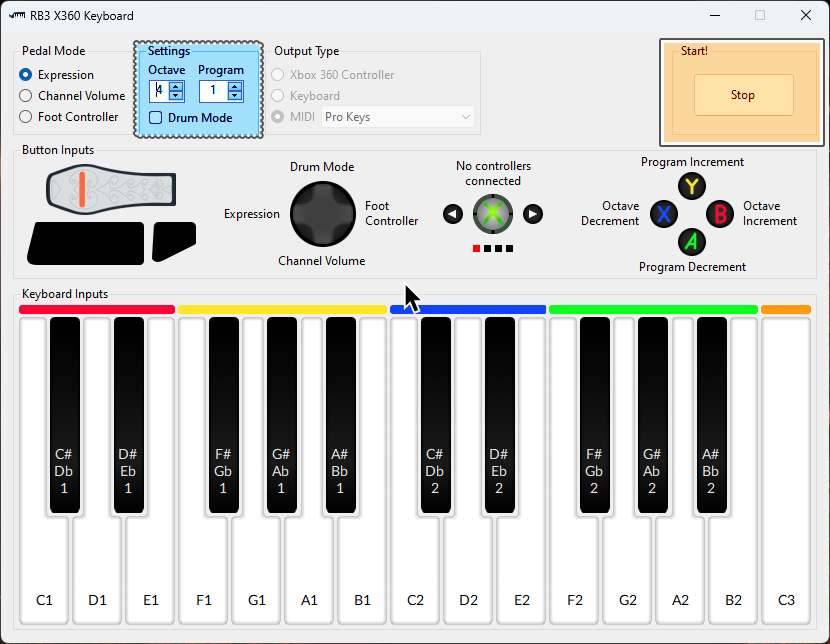 RB3 X360 Keyboard
Pedal Mode
Expression
Channel Volume
Foot Controller
Settings
Octave Program
4 1
Drum Mode
Output Type
Xbox 360 Controller
Keyboard
MIDI Pro Keys
Start!
Stop
Button Inputs
Drum Mode
Expression
Foot
Controller
Channel Volume
No controllers
connected
X
Program Increment
Y
Octave
Decrement
X
B
Octave
Increment
A
Program Decrement
Keyboard Inputs
C# D# F# G# A# C# D# F# G# A#
Db Eb Gb Ab Bb Db Eb Gb Ab Bb
1 1 1 1 1 2 2 2 2 2
C1 D1 E1 F1 G1 A1 B1 C2 D2 E2 F2 G2 A2 B2 C3